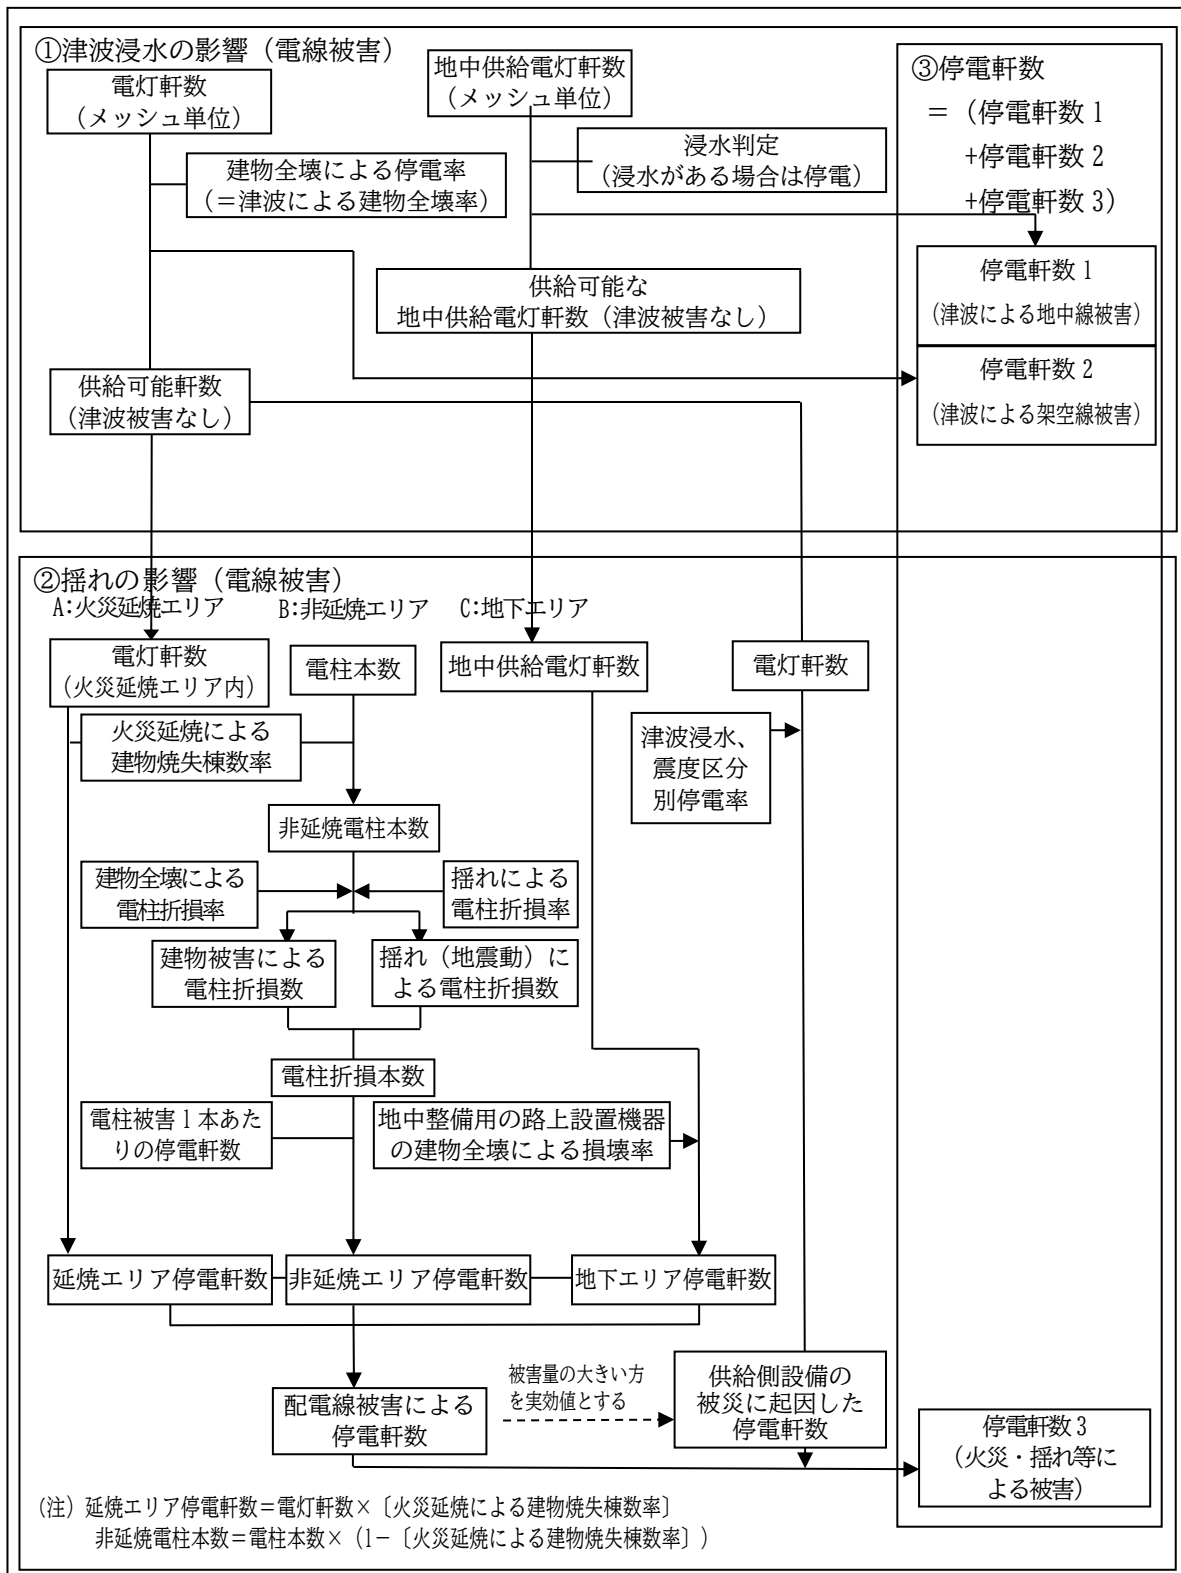 ①津波浸水の影響（電線被害）
電灯軒数
（メッシュ単位）
地中供給電灯軒数
（メッシュ単位）
建物全壊による停電率
（＝津波による建物全壊率）
浸水判定
（浸水がある場合は停電）
供給可能な
地中供給電灯軒数（津波被害なし）
供給可能軒数
（津波被害なし）
③停電軒数
＝（停電軒数 1
+停電軒数 2
+停電軒数 3）
停電軒数 1
（津波による地中線被害）
停電軒数 2
（津波による架空線被害）
②揺れの影響（電線被害）
A:火災延焼エリア
B:非延焼エリア
C:地下エリア
電灯軒数
（火災延焼エリア内）
電柱本数
地中供給電灯軒数
電灯軒数
火災延焼による
建物焼失棟数率
津波浸水、
震度区分
別停電率
非延焼電柱本数
建物全壊による
電柱折損率
揺れによる
電柱折損率
建物被害による
電柱折損数
揺れ（地震動）に
よる電柱折損数
電柱折損本数
電柱被害 1 本あた
りの停電軒数
地中整備用の路上設置機器
の建物全壊による損壊率
延焼エリア停電軒数
非延焼エリア停電軒数
地下エリア停電軒数
配電線被害による
停電軒数
被害量の大きい方
を実効値とする
供給側設備の
被災に起因した
停電軒数
停電軒数 3
（火災・揺れ等に
よる被害）
（注）延焼エリア停電軒数＝電灯軒数×〔火災延焼による建物焼失棟数率〕
非延焼電柱本数＝電柱本数×（1－〔火災延焼による建物焼失棟数率〕）